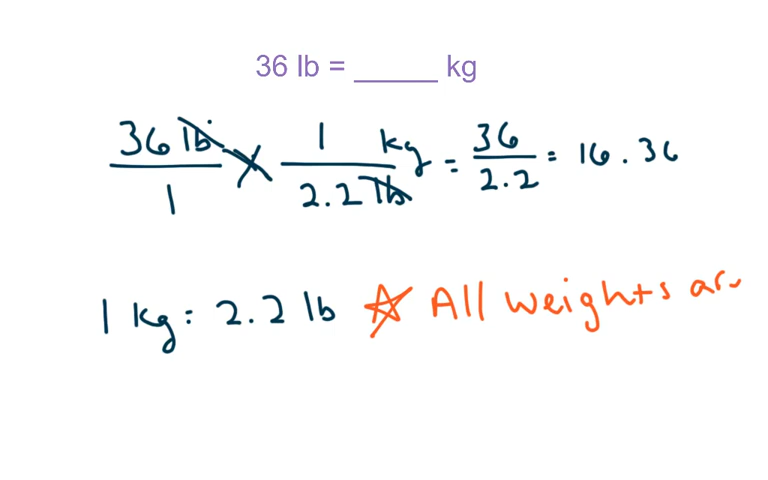 36 lb = _____ kg
36 lb / 1 × 1 kg / 2.2 lb = 36 / 2.2 = 16.36
1 kg = 2.2 lb ☆ All weights are